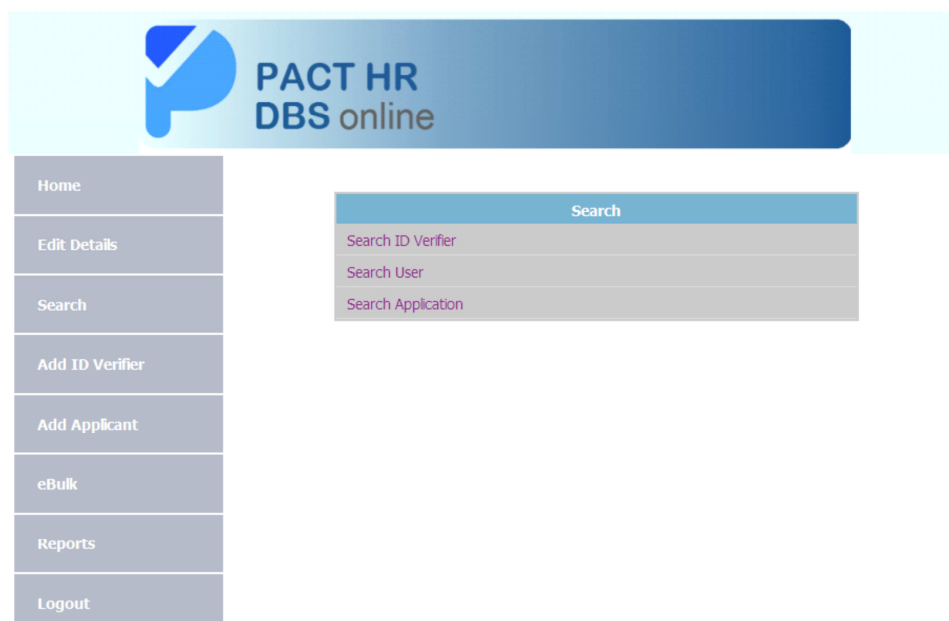 PACT HR
DBS online
Home
Edit Details
Search
Add ID Verifier
Add Applicant
eBulk
Reports
Logout
Search
Search ID Verifier
Search User
Search Application